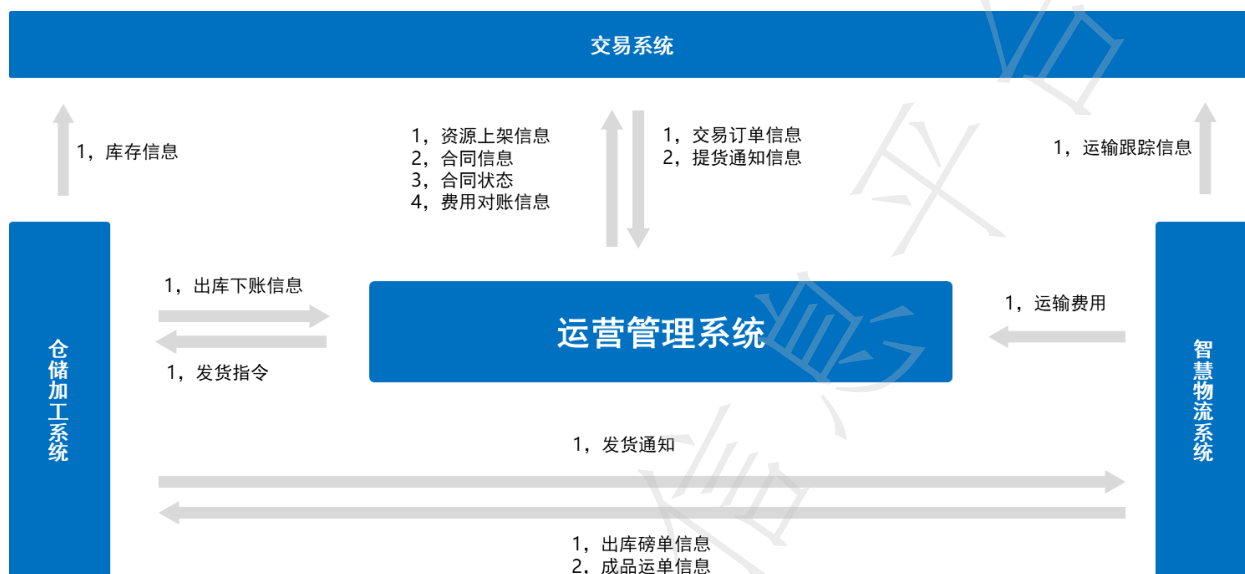 交易系统
1，库存信息
1，资源上架信息
2，合同信息
3，合同状态
4，费用对账信息
1，交易订单信息
2，提货通知信息
1，运输跟踪信息
1，出库下账信息
运营管理系统
1，运输费用
仓储加工系统
智慧物流系统
1，发货指令
1，发货通知
1，出库磅单信息
2，成品运单信息
信息平台